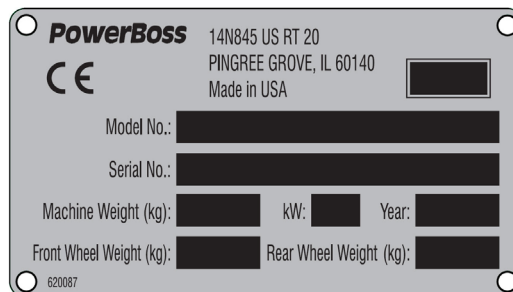 PowerBoss
14N845 US RT 20
PINGREE GROVE, IL 60140
CE
Made in USA
Model No.:
Serial No.:
Machine Weight (kg):
kW:
Year:
Front Wheel Weight (kg):
Rear Wheel Weight (kg):
620087